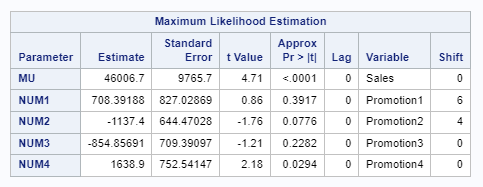 Maximum Likelihood Estimation
Parameter Estimate Standard Error t Value Approx Pr > |t| Lag Variable Shift
MU 46006.7 9765.7 4.71 <.0001 0 Sales 0
NUM1 708.39188 827.02869 0.86 0.3917 0 Promotion1 6
NUM2 -1137.4 644.47028 -1.76 0.0776 0 Promotion2 4
NUM3 -854.85691 709.39097 -1.21 0.2282 0 Promotion3 0
NUM4 1638.9 752.54147 2.18 0.0294 0 Promotion4 0